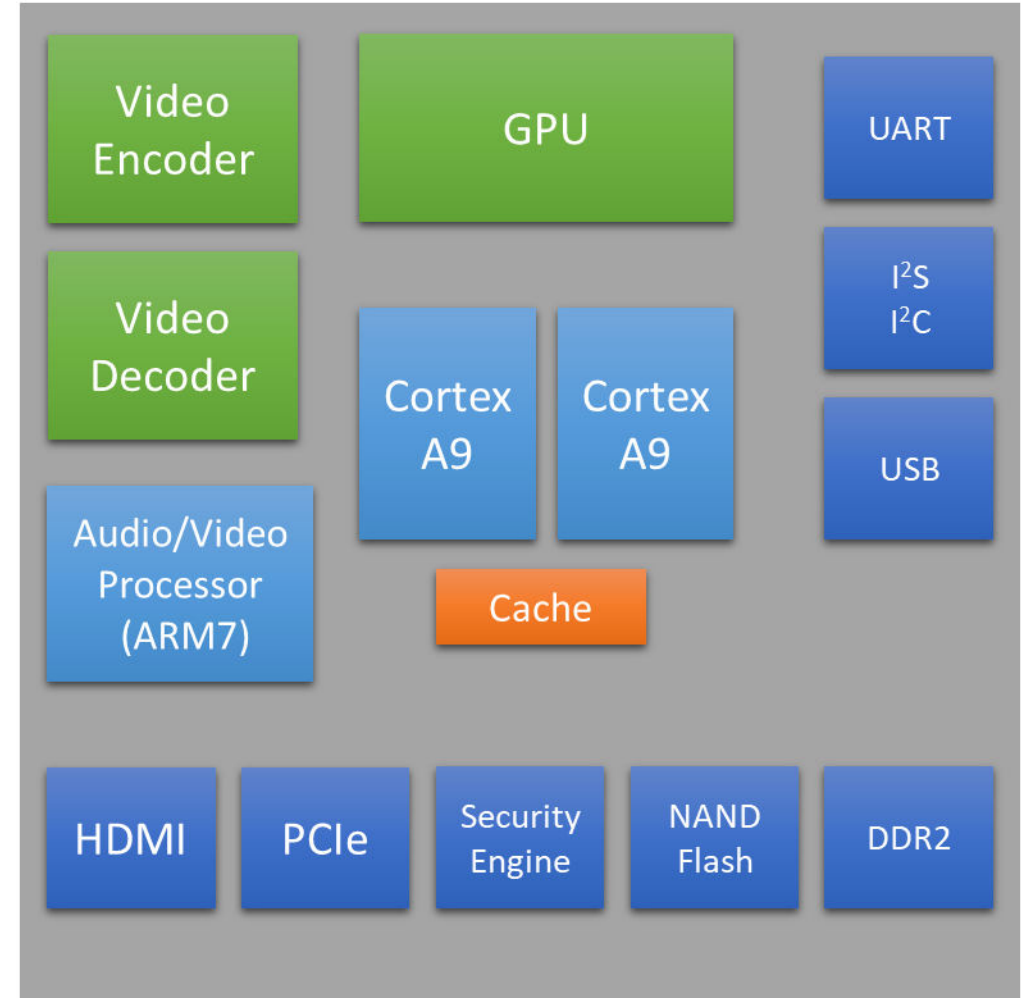 Video
Encoder
GPU
UART
Video
Decoder
I²S
I²C
Cortex
A9
Cortex
A9
USB
Audio/Video
Processor
(ARM7)
Cache
HDMI
PCIe
Security
Engine
NAND
Flash
DDR2